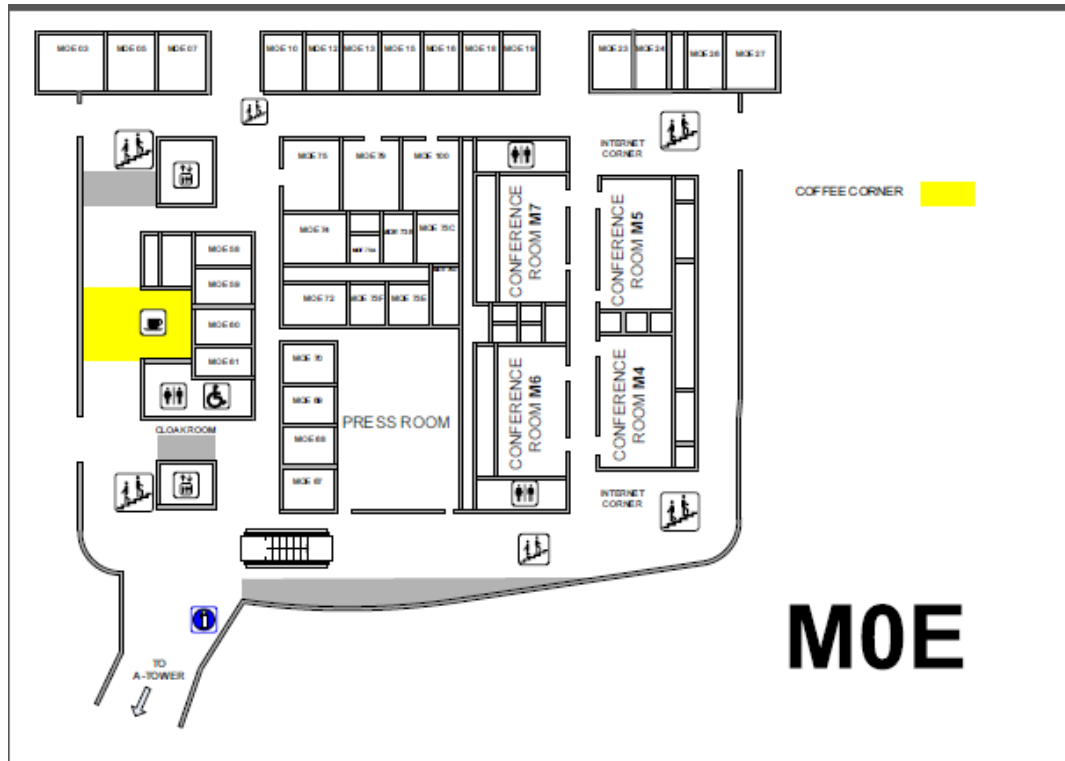 MOE 03
MOE 05
MOE 07
MOE 10
MOE 12
MOE 13
MOE 15
MOE 16
MOE 18
MOE 19
MOE 23
MOE 24
MOE 26
MOE 27
INTERNET
CORNER
MOE 75
MOE 79
MOE 100
COFFEE CORNER
CONFERENCE
ROOM M7
CONFERENCE
ROOM M5
MOE 74
MOE 73C
MOE 58
MOE 59
MOE 72
MOE 73F
MOE 73E
MOE 60
MOE 61
MOE 70
MOE 69
MOE 68
MOE 67
PRESS ROOM
CONFERENCE
ROOM M6
CONFERENCE
ROOM M4
CLOAKROOM
INTERNET
CORNER
M0E
TO
A-TOWER